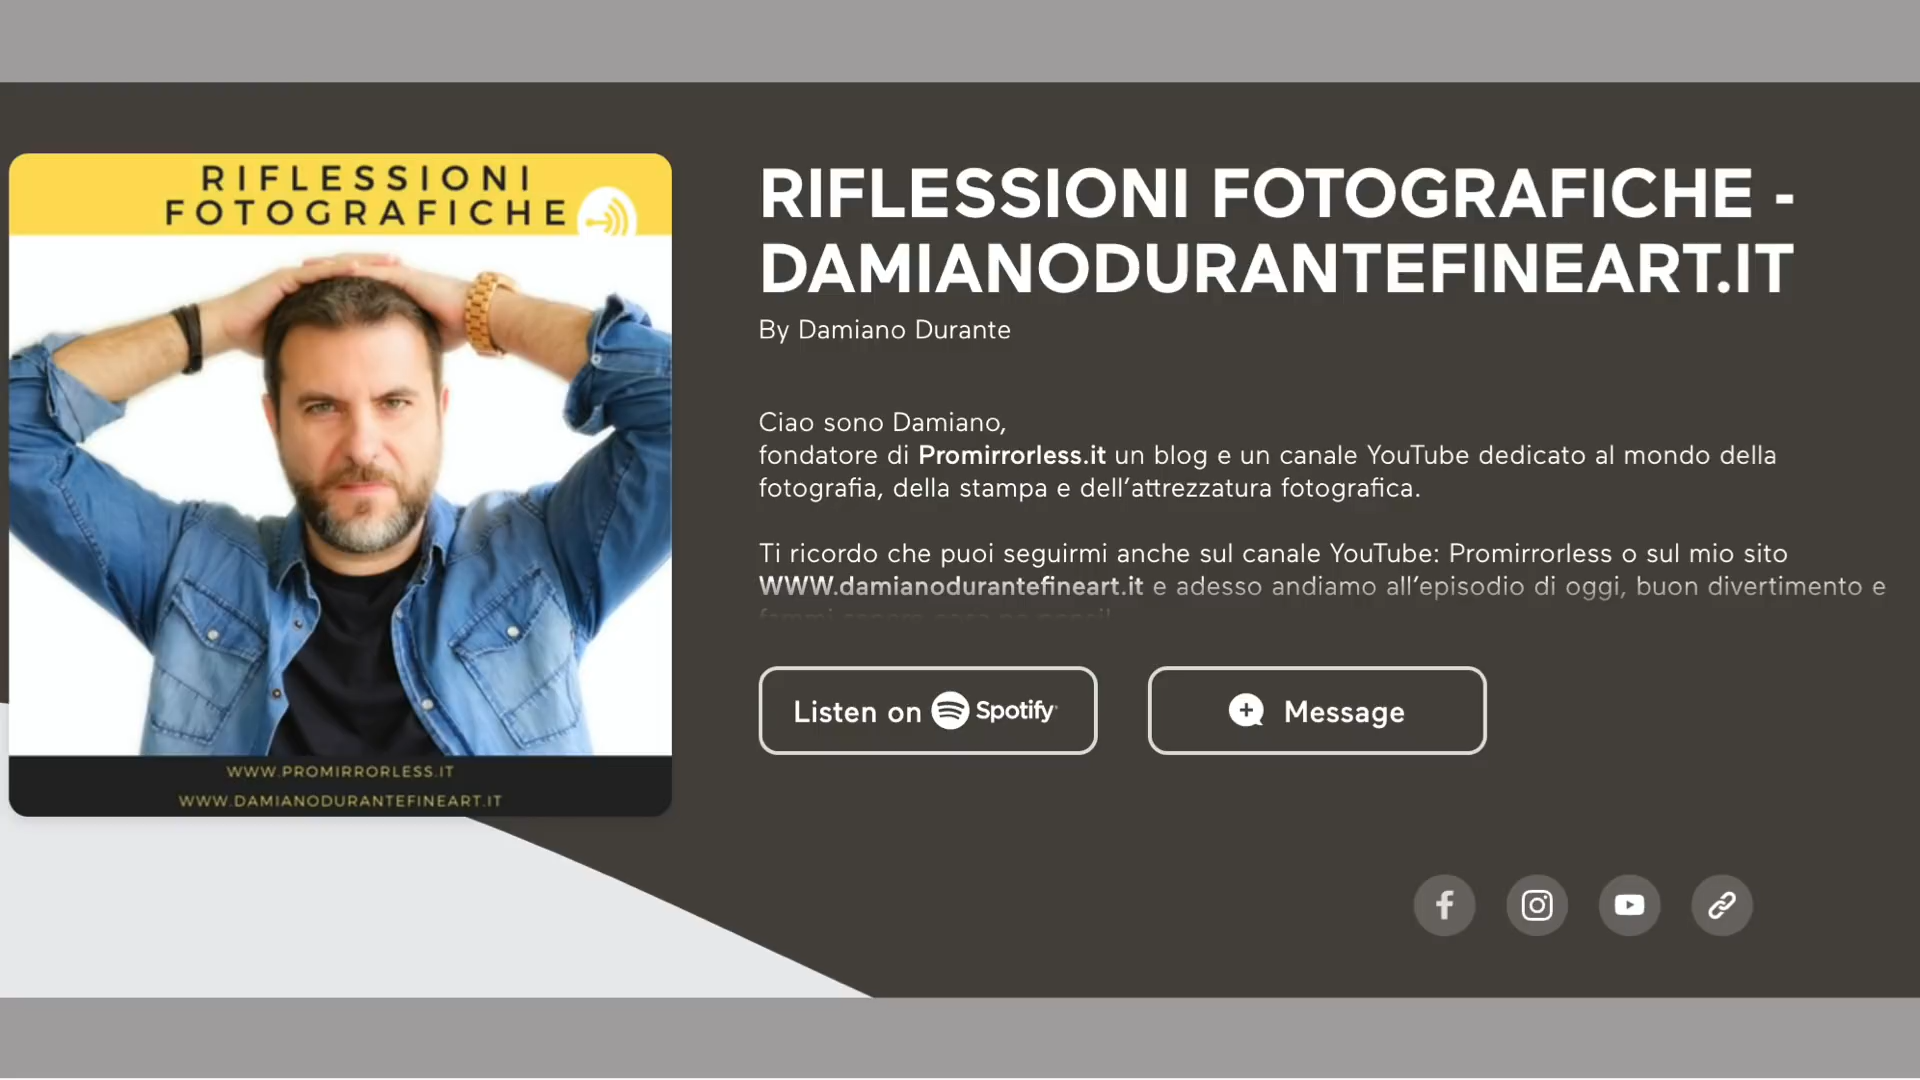 RIFLESSIONI
FOTOGRAFICHE
WWW.PROMIRRORLESS.IT
WWW.DAMIANODURANTEFINEART.IT
RIFLESSIONI FOTOGRAFICHE -
DAMIANODURANTEFINEART.IT
By Damiano Durante
Ciao sono Damiano,
fondatore di Promirrorless.it un blog e un canale YouTube dedicato al mondo della
fotografia, della stampa e dell’attrezzatura fotografica.
Ti ricordo che puoi seguirmi anche sul canale YouTube: Promirrorless o sul mio sito
WWW.damianodurantefineart.it e adesso andiamo all’episodio di oggi, buon divertimento e
Listen on Spotify
Message